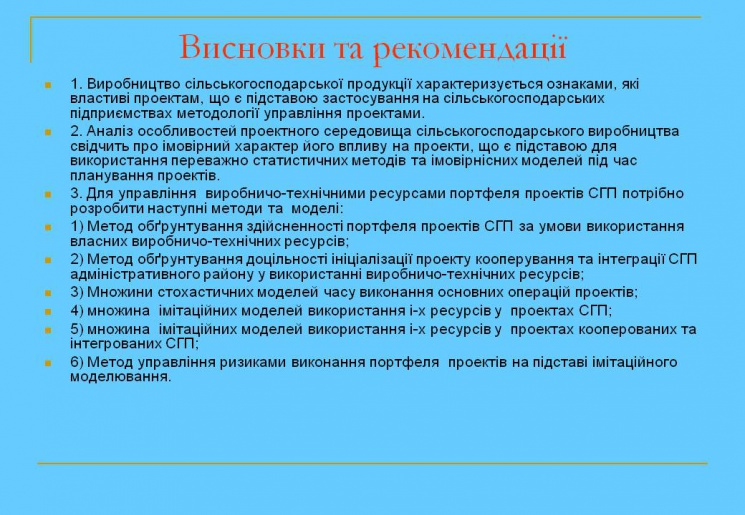 Висновки та рекомендації
1. Виробництво сільськогосподарської продукції характеризується ознаками, які
властиві проектам, що є підставою застосування на сільськогосподарських
підприємствах методології управління проектами.
2. Аналіз особливостей проектного середовища сільськогосподарського виробництва
свідчить про імовірний характер його впливу на проекти, що є підставою для
використання переважно статистичних методів та імовірнісних моделей під час
планування проектів.
3. Для управління виробничо-технічними ресурсами портфеля проектів СГП потрібно
розробити наступні методи та моделі:
1) Метод обґрунтування здійсненності портфеля проектів СГП за умови використання
власних виробничо-технічних ресурсів;
2) Метод обґрунтування доцільності ініціалізації проекту кооперування та інтеграції СГП
адміністративного району у використанні виробничо-технічних ресурсів;
3) Множини стохастичних моделей часу виконання основних операцій проектів;
4) множина імітаційних моделей використання і-х ресурсів у проектах СГП;
5) множина імітаційних моделей використання і-х ресурсів у проектах кооперованих та
інтегрованих СГП;
6) Метод управління ризиками виконання портфеля проектів на підставі імітаційного
моделювання.